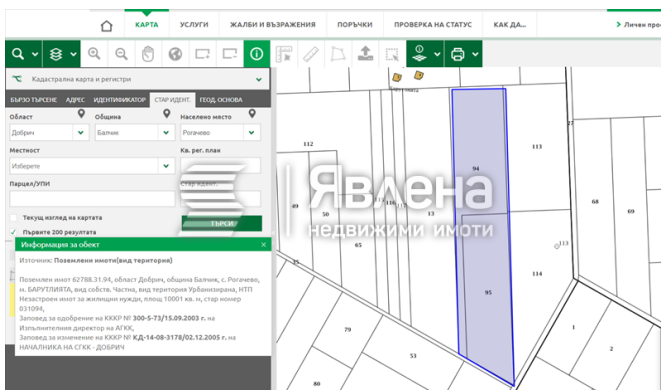 КАРТА УСЛУГИ ЖАЛБИ И ВЪЗРАЖЕНИЯ ПОРЪЧКИ ПРОВЕРКА НА СТАТУС КАК ДА... > Личен про
Кадастрална карта и регистри
БЪРЗО ТЪРСЕНЕ АДРЕС ИДЕНТИФИКАТОР СТАР ИДЕНТ. ГЕОД. ОСНОВА
Област Община Населено место
Добрич Балчик Рогачево
Местност Кв. рег. план
Изберете
Парцел/УПИ Стар идент.
Текущ изглед на картата
ТЪРСИ
Първите 200 резултата
Информация за обект ×
Източник: Поземлени имоти(вид територия)
Поземлен имот 62788.31.94, област Добрич, община Балчик, с. Рогачево,
м. БАРУТЛИЯТА, вид собств. Частна, вид територия Урбанизирана, НТП
Незастроен имот за жилищни нужди, площ 10001 кв. м, стар номер
031094,
Заповед за одобрение на КККР № 300-5-73/15.09.2003 г. на
Изпълнителния директор на АГКК,
Заповед за изменение на КККР № КД-14-08-3178/02.12.2005 г. на
НАЧАЛНИКА НА СГКК - ДОБРИЧ
Явлена
недвижими имоти
112
94
113
27
68
69
49
50
13
65
113
25
114
95
79
53
80
1
2